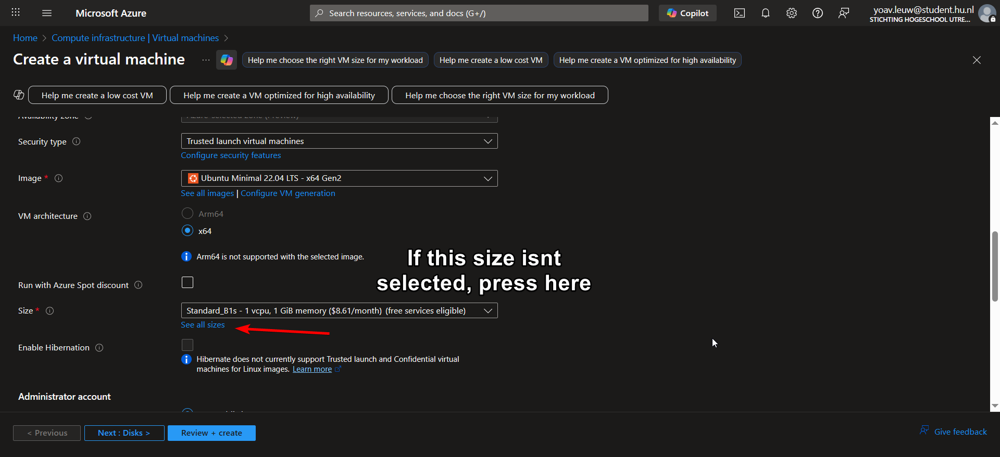 Microsoft Azure
Search resources, services, and docs (G+/)
Copilot
yoav.leuw@student.hu.nl
STICHTING HOGESCHOOL UTRE...
Home > Compute infrastructure | Virtual machines >
Create a virtual machine
...
Help me choose the right VM size for my workload
Help me create a low cost VM
Help me create a VM optimized for high availability
Help me create a low cost VM
Help me create a VM optimized for high availability
Help me choose the right VM size for my workload
Availability zone
Azure-selected zone (Preview)
Security type
Trusted launch virtual machines
Configure security features
Image *
Ubuntu Minimal 22.04 LTS - x64 Gen2
See all images | Configure VM generation
VM architecture
Arm64
x64
Arm64 is not supported with the selected image.
If this size isnt
selected, press here
Run with Azure Spot discount
Size *
Standard_B1s - 1 vcpu, 1 GiB memory ($8.61/month) (free services eligible)
See all sizes
Enable Hibernation
Hibernate does not currently support Trusted launch and Confidential virtual
machines for Linux images. Learn more
Administrator account
< Previous
Next : Disks >
Review + create
Give feedback